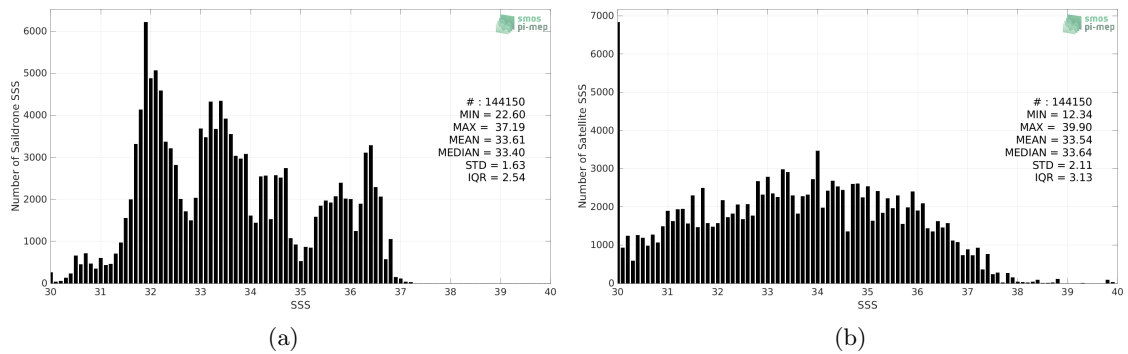 smos
pi-mep
6000
5000
4000
3000
2000
1000
0
Number of Saildrone SSS
# : 144150
MIN = 22.60
MAX = 37.19
MEAN = 33.61
MEDIAN = 33.40
STD = 1.63
IQR = 2.54
30 31 32 33 34 35 36 37 38 39 40
SSS
(a)
smos
pi-mep
7000
6000
5000
4000
3000
2000
1000
0
Number of Satellite SSS
# : 144150
MIN = 12.34
MAX = 39.90
MEAN = 33.54
MEDIAN = 33.64
STD = 2.11
IQR = 3.13
30 31 32 33 34 35 36 37 38 39 40
SSS
(b)